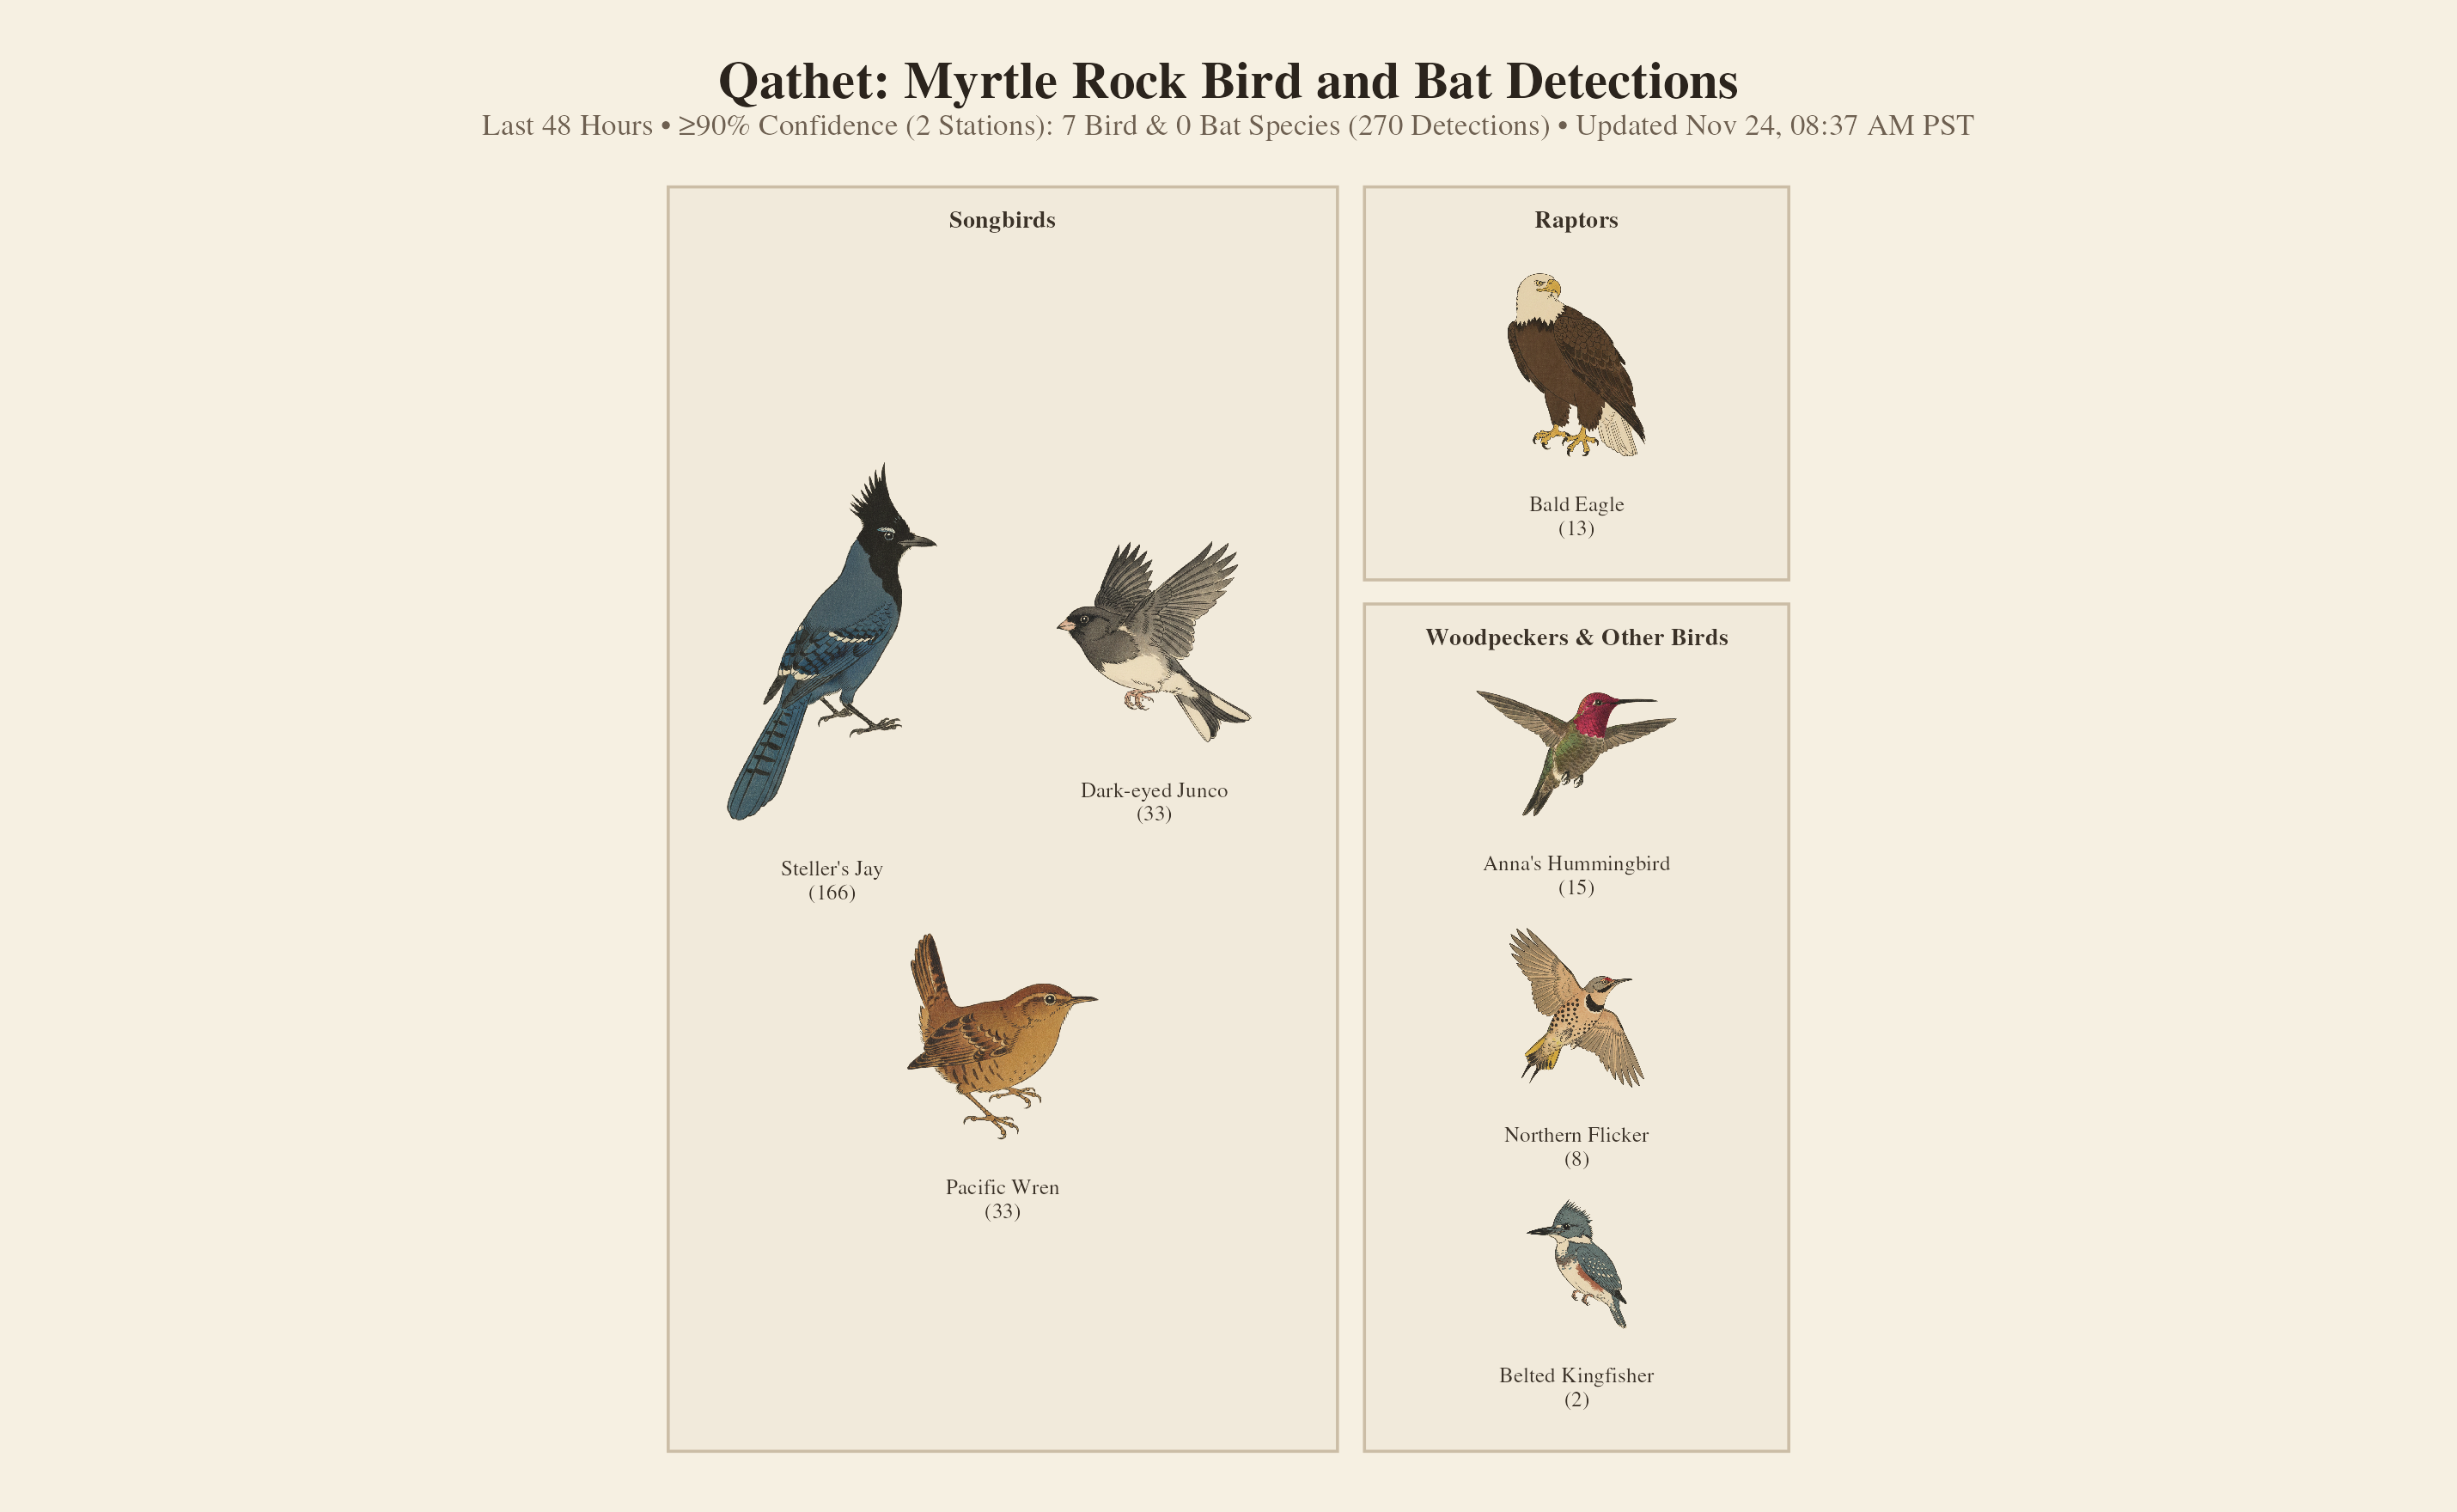 Qathet: Myrtle Rock Bird and Bat Detections
Last 48 Hours • ≥90% Confidence (2 Stations): 7 Bird & 0 Bat Species (270 Detections) • Updated Nov 24, 08:37 AM PST
Songbirds
Steller's Jay
(166)
Dark-eyed Junco
(33)
Pacific Wren
(33)
Raptors
Bald Eagle
(13)
Woodpeckers & Other Birds
Anna's Hummingbird
(15)
Northern Flicker
(8)
Belted Kingfisher
(2)